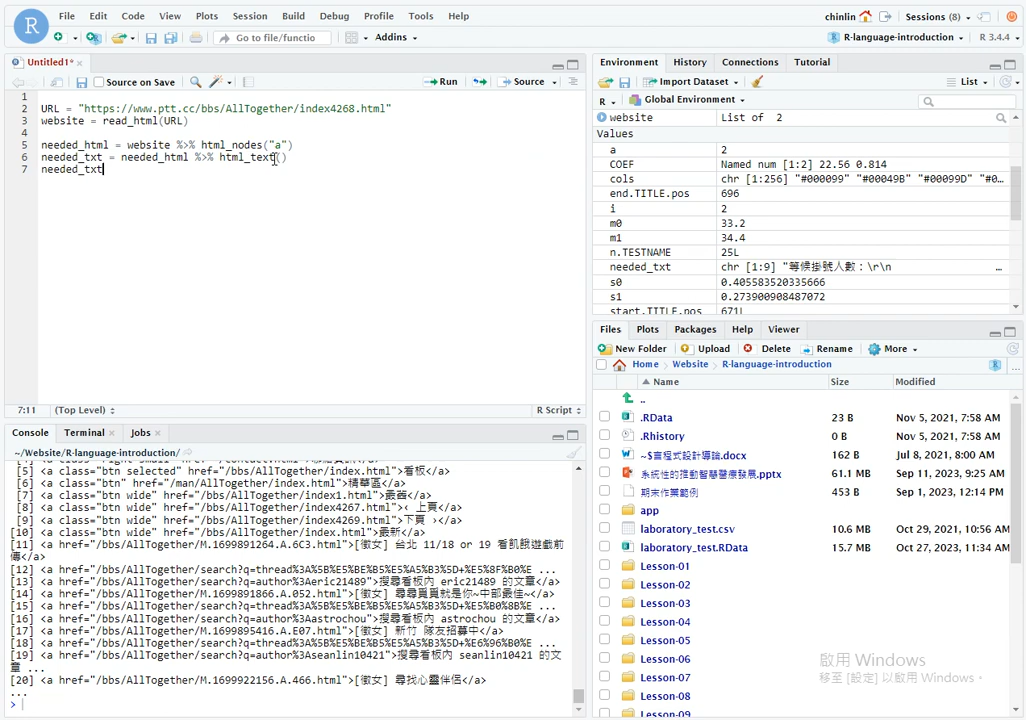 R
File Edit Code View Plots Session Build Debug Profile Tools Help
chinlin
Sessions (8)
Go to file/functio
Addins
R-language-introduction
R 3.4.4
Untitled1*
Source on Save
Run
Source
1
2 URL = "https://www.ptt.cc/bbs/AllTogether/index4268.html"
3 website = read_html(URL)
4
5 needed_html = website %>% html_nodes("a")
6 needed_txt = needed_html %>% html_text()
7 needed_txt
7:11 (Top Level) R Script
Environment History Connections Tutorial
Import Dataset List
R Global Environment
website List of 2
Values
a 2
COEF Named num [1:2] 22.56 0.814
cols chr [1:256] "#000099" "#00049B" "#00099D" "#0…
end.TITLE.pos 696
i 2
m0 33.2
m1 34.4
n.TESTNAME 25L
needed_txt chr [1:9] "等候掛號人數：\r\n …
s0 0.405583520335666
s1 0.273900908487072
start.TITLE.pos 671L
Files Plots Packages Help Viewer
New Folder Upload Delete Rename More
Home Website R-language-introduction
Name Size Modified
..
.RData 23 B Nov 5, 2021, 7:58 AM
.Rhistory 0 B Nov 5, 2021, 7:58 AM
162 B Jul 8, 2021, 8:00 AM
系統性的推動智慧醫療發展.pptx 61.1 MB Sep 11, 2023, 9:25 AM
期末作業範例 453 B Sep 1, 2023, 12:14 PM
app
laboratory_test.csv 10.6 MB Oct 29, 2021, 10:56 AM
laboratory_test.RData 15.7 MB Oct 27, 2023, 11:34 AM
Lesson-01
Lesson-02
Lesson-03
Lesson-04
Lesson-05
Lesson-06
Lesson-07
Lesson-08
Lesson-09
啟用 Windows
移至 [設定] 以啟用 Windows。
Console Terminal Jobs
~/Website/R-language-introduction/
[5] <a class="btn selected" href="/bbs/AllTogether/index.html">看板</a>
[6] <a class="btn" href="/man/AllTogether/index.html">精華區</a>
[7] <a class="btn wide" href="/bbs/AllTogether/index1.html">最舊</a>
[8] <a class="btn wide" href="/bbs/AllTogether/index4267.html">‹ 上頁</a>
[9] <a class="btn wide" href="/bbs/AllTogether/index4269.html">下頁 ›</a>
[10] <a class="btn wide" href="/bbs/AllTogether/index.html">最新</a>
[11] <a href="/bbs/AllTogether/M.1699891264.A.6C3.html">[徵女] 台北 11/18 or 19 看飢餓遊戲前
傳</a>
[12] <a href="/bbs/AllTogether/search?q=thread%3A%5B%E5%BE%B5%E5%A5%B3%5D+%E5%8F%B0%E ...
[13] <a href="/bbs/AllTogether/search?q=author%3Aeric21489">搜尋看板內 eric21489 的文章</a>
[14] <a href="/bbs/AllTogether/M.1699891866.A.052.html">[徵女] 尋尋覓覓就是你~中部最佳~</a>
[15] <a href="/bbs/AllTogether/search?q=thread%3A%5B%E5%BE%B5%E5%A5%B3%5D+%E5%B0%8B%E ...
[16] <a href="/bbs/AllTogether/search?q=author%3Aastrochou">搜尋看板內 astrochou 的文章</a>
[17] <a href="/bbs/AllTogether/M.1699895416.A.E07.html">[徵女] 新竹 隊友招募中</a>
[18] <a href="/bbs/AllTogether/search?q=thread%3A%5B%E5%BE%B5%E5%A5%B3%5D+%E6%96%B0%E ...
[19] <a href="/bbs/AllTogether/search?q=author%3Aseanlin10421">搜尋看板內 seanlin10421 的文
章 ...
[20] <a href="/bbs/AllTogether/M.1699922156.A.466.html">[徵女] 尋找心靈伴侶</a>
...
>